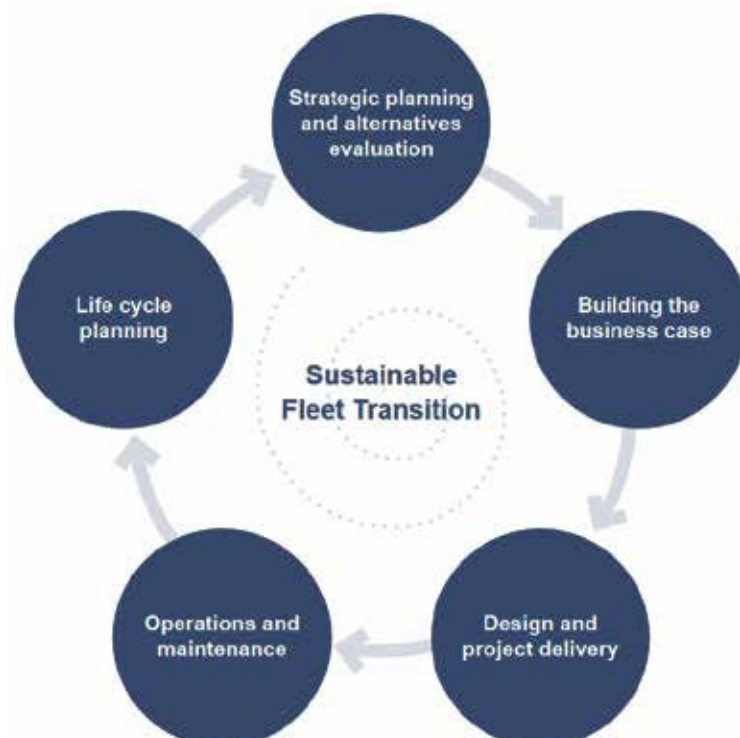 Strategic planning
and alternatives
evaluation
Building the
business case
Design and
project delivery
Operations and
maintenance
Life cycle
planning
Sustainable
Fleet Transition